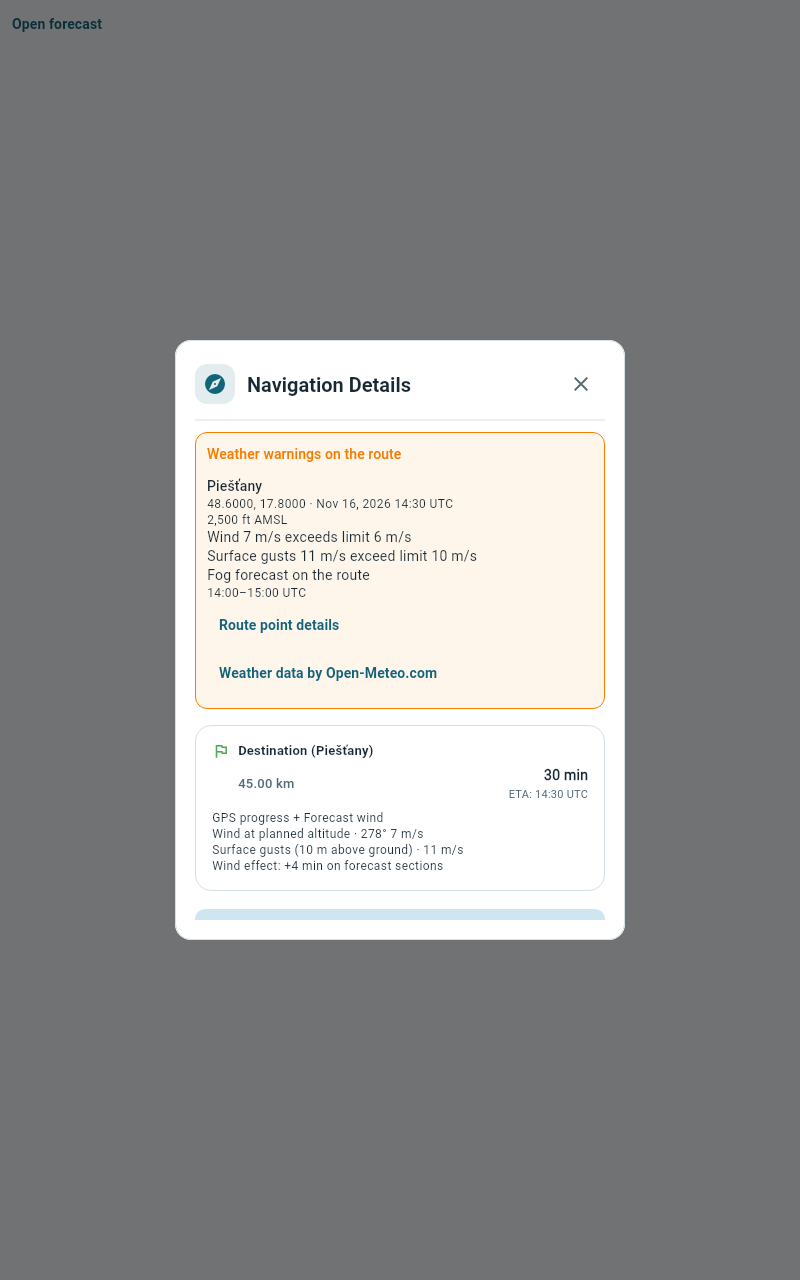 Open forecast
Navigation Details
Weather warnings on the route
Piešťany
48.6000, 17.8000 · Nov 16, 2026 14:30 UTC
2,500 ft AMSL
Wind 7 m/s exceeds limit 6 m/s
Surface gusts 11 m/s exceed limit 10 m/s
Fog forecast on the route
14:00–15:00 UTC
Route point details
Weather data by Open-Meteo.com
Destination (Piešťany)
45.00 km
30 min
ETA: 14:30 UTC
GPS progress + Forecast wind
Wind at planned altitude · 278° 7 m/s
Surface gusts (10 m above ground) · 11 m/s
Wind effect: +4 min on forecast sections